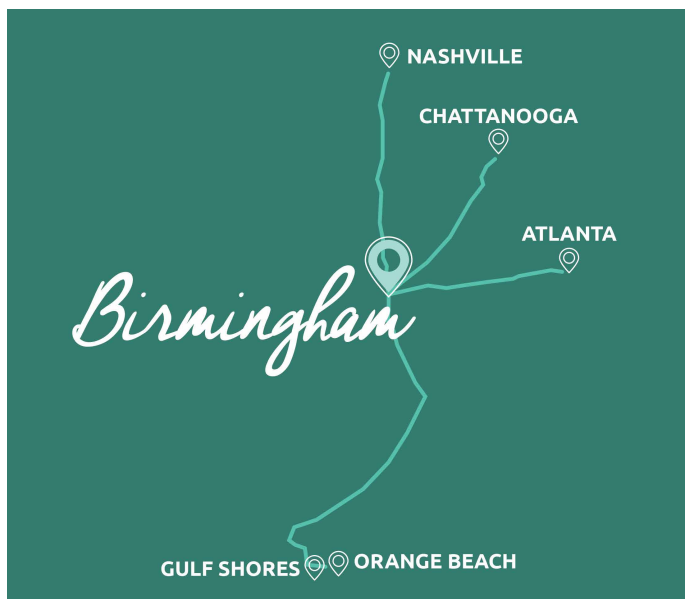 NASHVILLE
CHATTANOOGA
ATLANTA
Birmingham
GULF SHORES
ORANGE BEACH